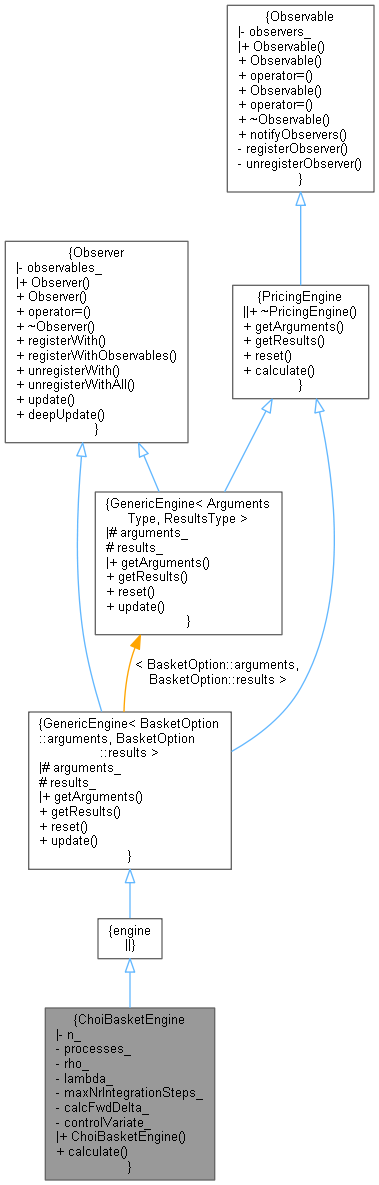 {Observable
|- observers_
|+ Observable()
+ Observable()
+ operator=()
+ Observable()
+ operator=()
+ ~Observable()
+ notifyObservers()
- registerObserver()
- unregisterObserver()
}
{Observer
|- observables_
|+ Observer()
+ Observer()
+ operator=()
+ ~Observer()
+ registerWith()
+ registerWithObservables()
+ unregisterWith()
+ unregisterWithAll()
+ update()
+ deepUpdate()
}
{PricingEngine
||+ ~PricingEngine()
+ getArguments()
+ getResults()
+ reset()
+ calculate()
}
{GenericEngine< Arguments
Type, ResultsType >
|# arguments_
# results_
|+ getArguments()
+ getResults()
+ reset()
+ update()
}
< BasketOption::arguments,
BasketOption::results >
{GenericEngine< BasketOption
::arguments, BasketOption
::results >
|# arguments_
# results_
|+ getArguments()
+ getResults()
+ reset()
+ update()
}
{engine
||}
{ChoiBasketEngine
|- n_
- processes_
- rho_
- lambda_
- maxNrIntegrationSteps_
- calcFwdDelta_
- controlVariate_
|+ ChoiBasketEngine()
+ calculate()
}